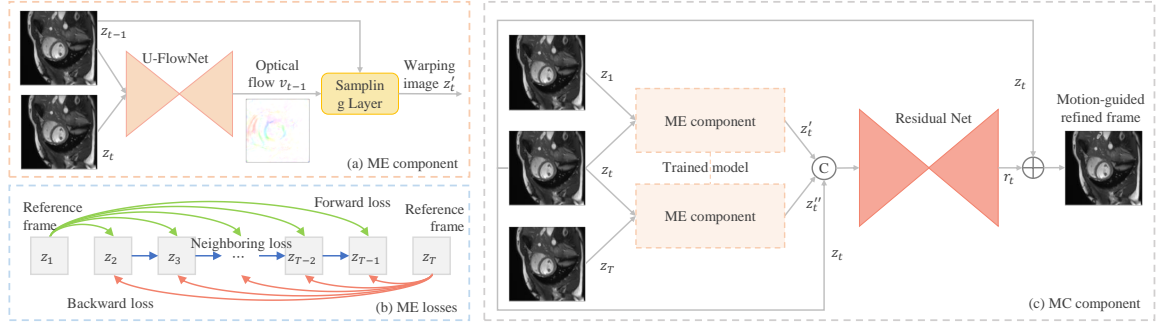 z_{t-1}
U-FlowNet
Optical
flow v_{t-1}
Samplin
g Layer
Warping
image z'_t
z_t
(a) ME component
Forward loss
Reference
frame
Reference
frame
Neighboring loss
z_1
z_2
z_3
...
z_{T-2}
z_{T-1}
z_T
Backward loss
(b) ME losses
z_1
z_t
z_T
ME component
Trained model
ME component
z'_t
C
z''_t
z_t
Residual Net
r_t
z_t
Motion-guided
refined frame
(c) MC component